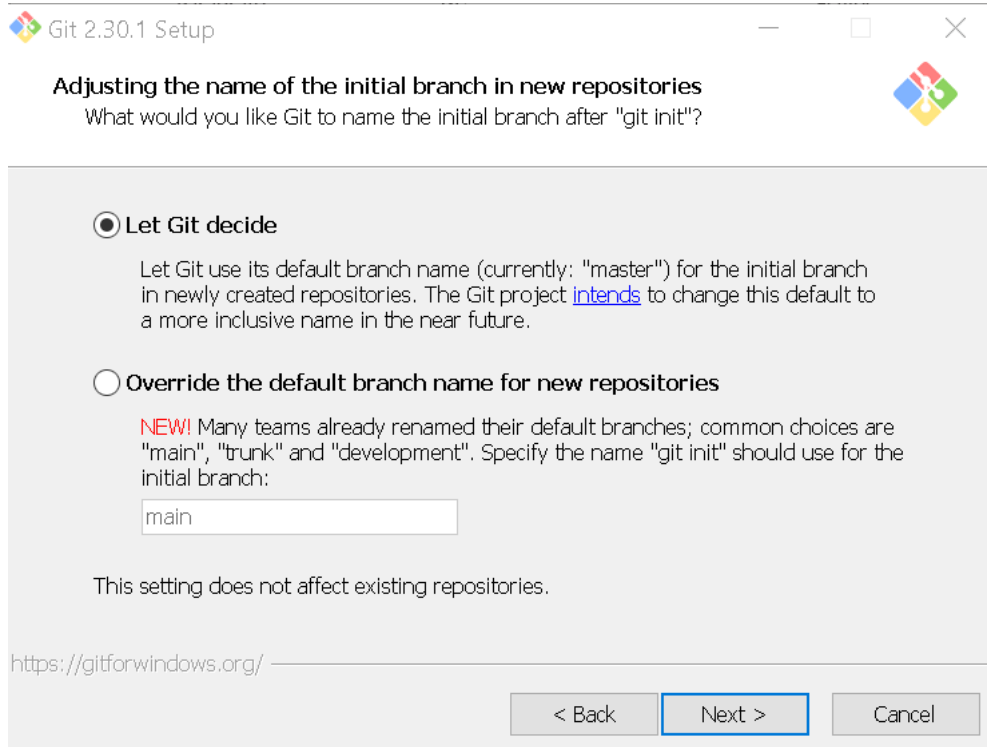 Git 2.30.1 Setup
Adjusting the name of the initial branch in new repositories
What would you like Git to name the initial branch after "git init"?
Let Git decide
Let Git use its default branch name (currently: "master") for the initial branch
in newly created repositories. The Git project intends to change this default to
a more inclusive name in the near future.
Override the default branch name for new repositories
NEW! Many teams already renamed their default branches; common choices are
"main", "trunk" and "development". Specify the name "git init" should use for the
initial branch:
main
This setting does not affect existing repositories.
https://gitforwindows.org/
< Back
Next >
Cancel